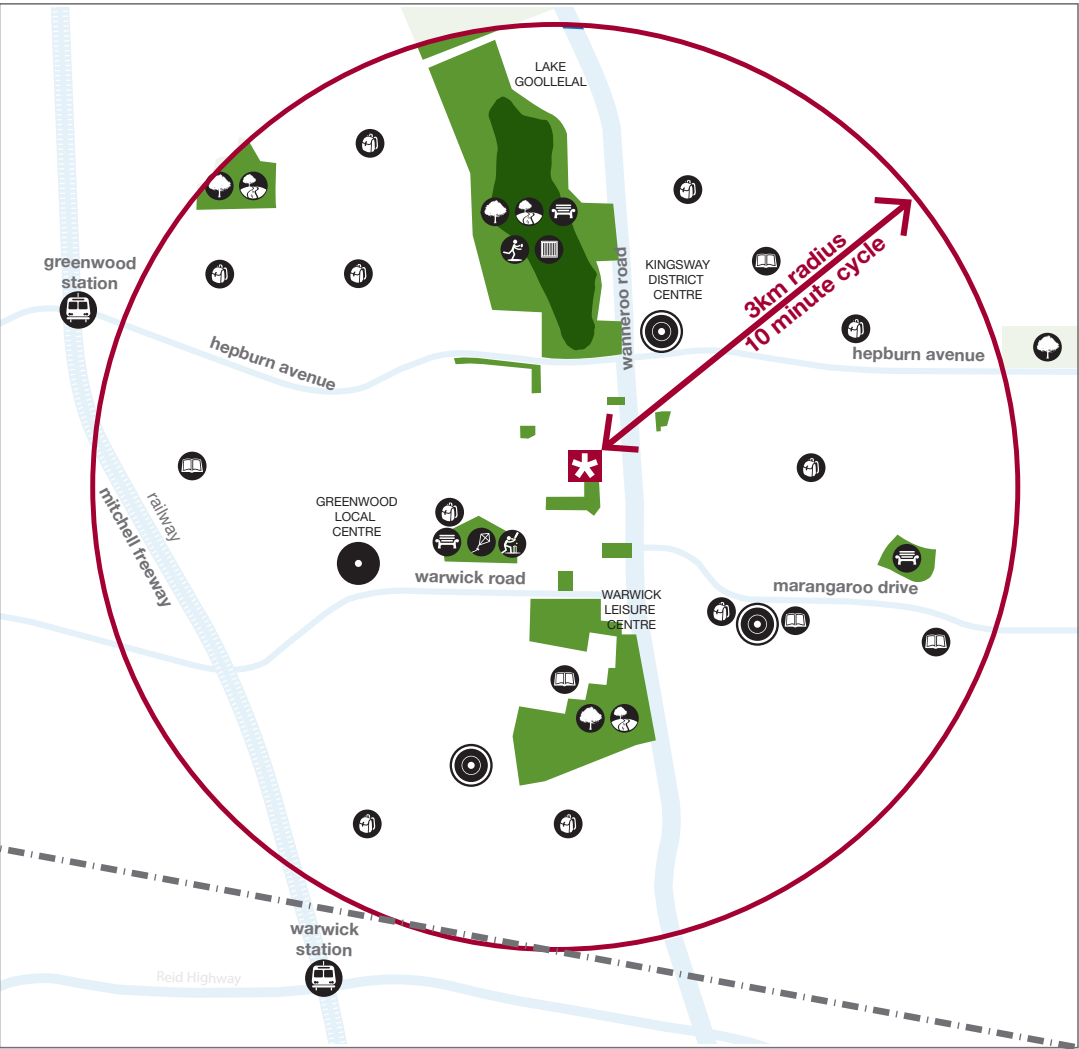 LAKE
GOOLLELAL
greenwood
station
wanneroo road
KINGSWAY
DISTRICT
CENTRE
3km radius
10 minute cycle
hepburn avenue
hepburn avenue
railway
mitchell freeway
GREENWOOD
LOCAL
CENTRE
warwick road
WARWICK
LEISURE
CENTRE
marangaroo drive
warwick
station
Reid Highway